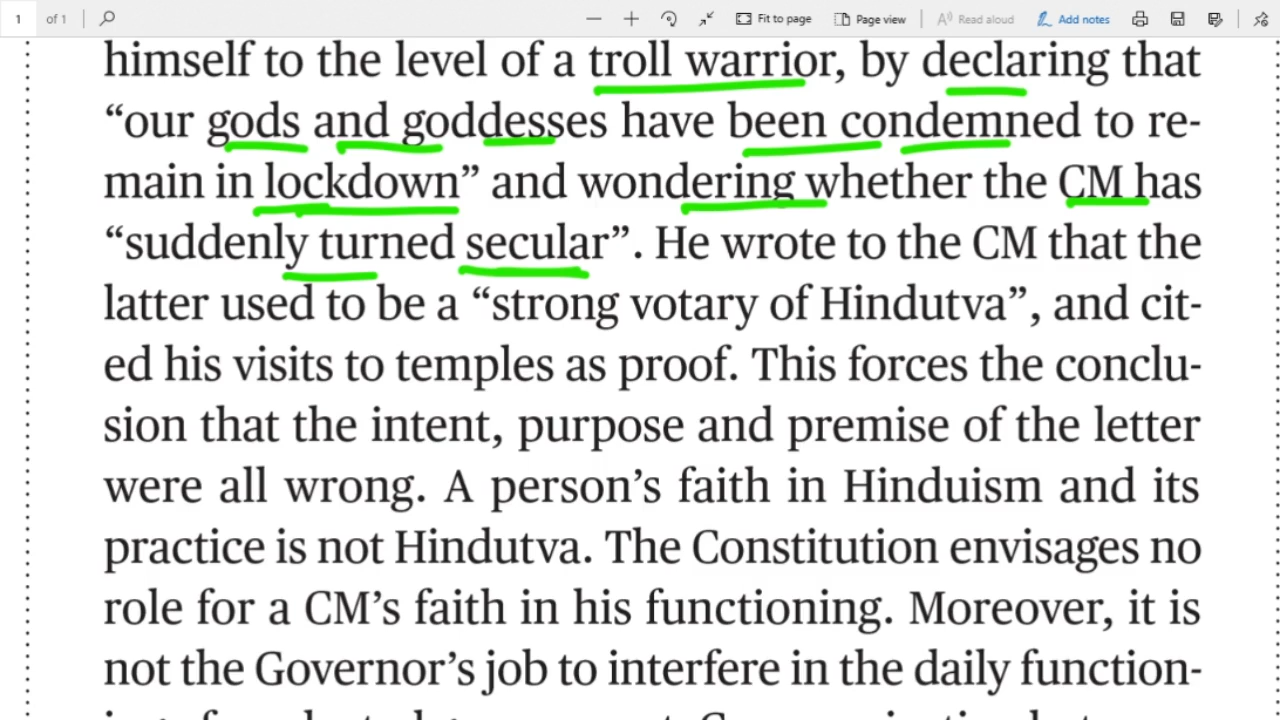 1 of 1 Fit to page Page view Read aloud Add notes
himself to the level of a troll warrior, by declaring that
“our gods and goddesses have been condemned to re-
main in lockdown” and wondering whether the CM has
“suddenly turned secular”. He wrote to the CM that the
latter used to be a “strong votary of Hindutva”, and cit-
ed his visits to temples as proof. This forces the conclu-
sion that the intent, purpose and premise of the letter
were all wrong. A person’s faith in Hinduism and its
practice is not Hindutva. The Constitution envisages no
role for a CM’s faith in his functioning. Moreover, it is
not the Governor’s job to interfere in the daily function-